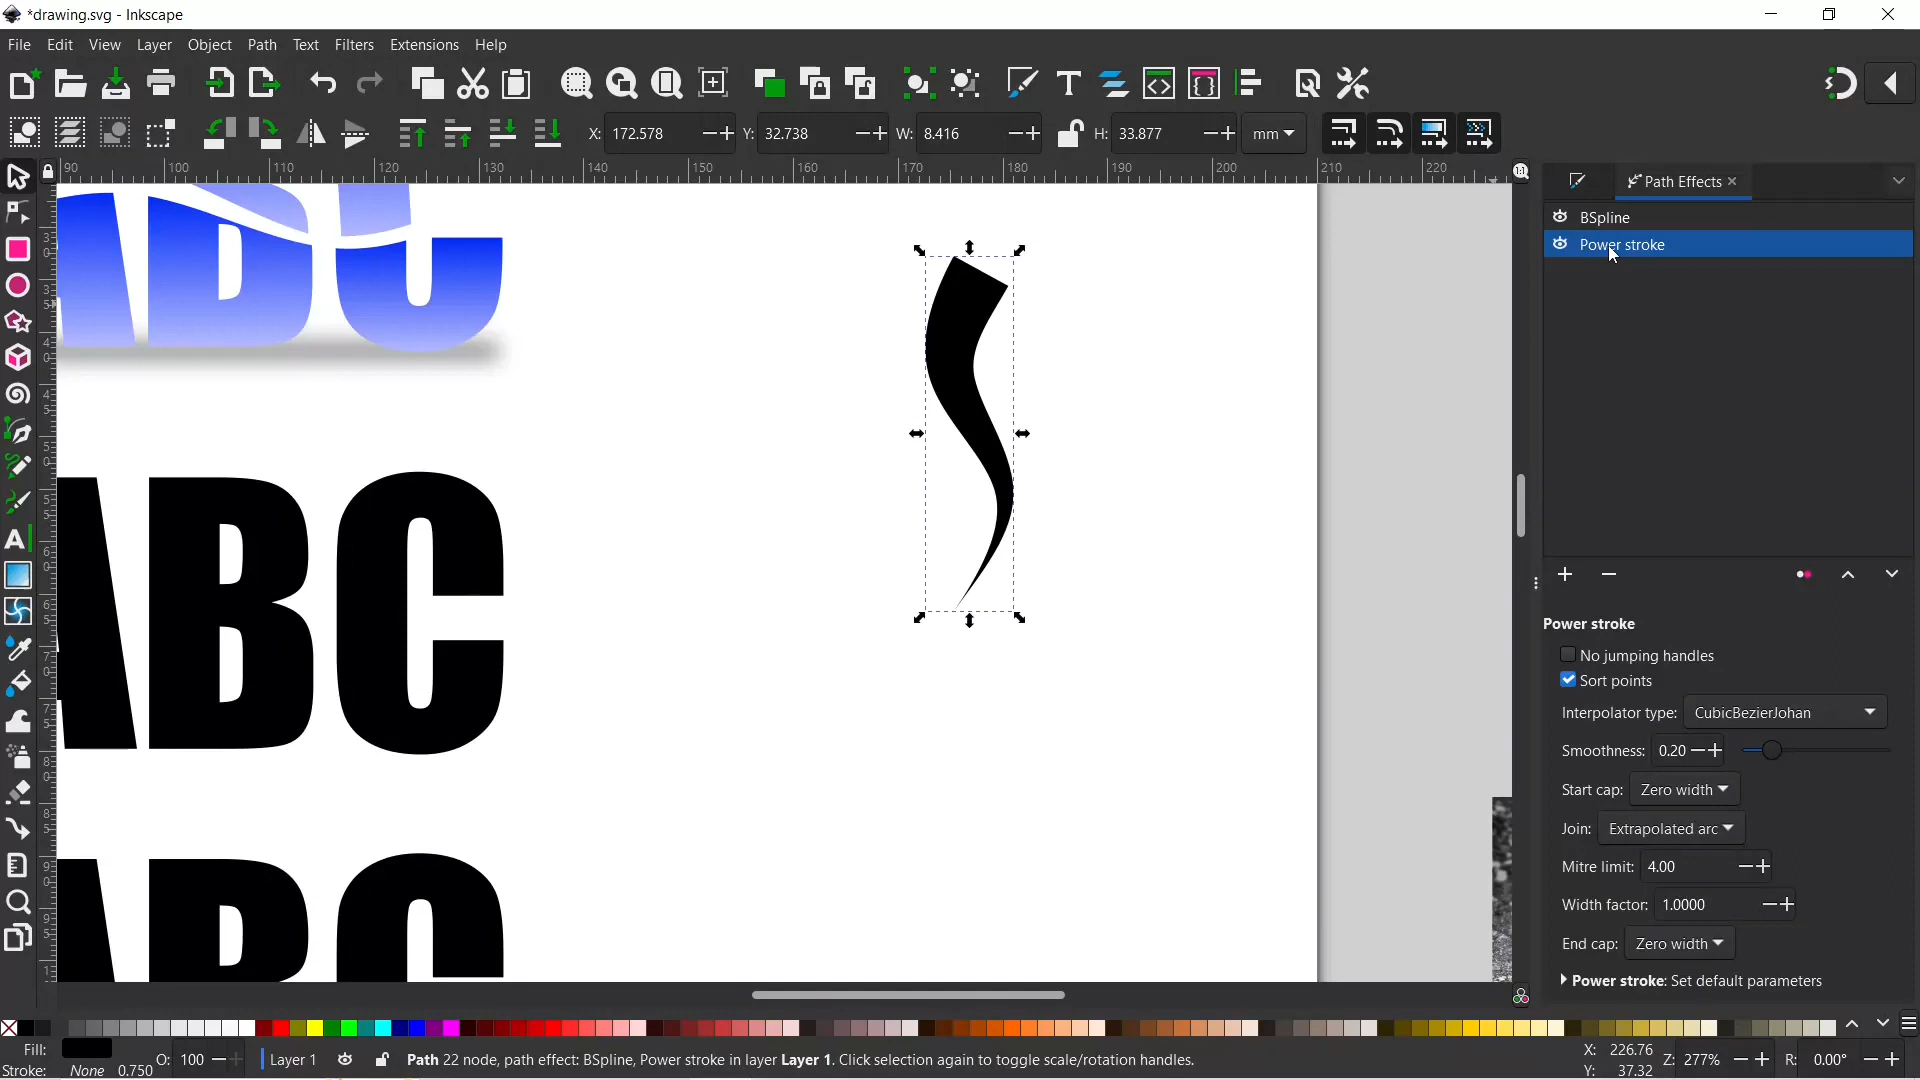 *drawing.svg - Inkscape
File Edit View Layer Object Path Text Filters Extensions Help
X: 172.578 Y: 32.738 W: 8.416 H: 33.877 mm
90 100 110 120 130 140 150 160 170 180 190 200 210 220
Path Effects
BSpline
Power stroke
ABC
ABC
ABC
Power stroke
No jumping handles
Sort points
Interpolator type: CubicBezierJohan
Smoothness: 0.20
Start cap: Zero width
Join: Extrapolated arc
Mitre limit: 4.00
Width factor: 1.0000
End cap: Zero width
Power stroke: Set default parameters
Fill:
Stroke: None 0.750
O: 100
Layer 1
Path 22 node, path effect: BSpline, Power stroke in layer Layer 1. Click selection again to toggle scale/rotation handles.
X: 226.76
Y: 37.32
Z: 277%
R: 0.00°